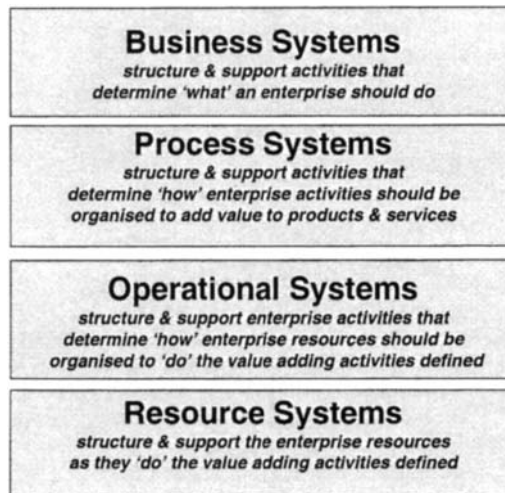 Business Systems
structure & support activities that
determine 'what' an enterprise should do
Process Systems
structure & support activities that
determine 'how' enterprise activities should be
organised to add value to products & services
Operational Systems
structure & support enterprise activities that
determine 'how' enterprise resources should be
organised to 'do' the value adding activities defined
Resource Systems
structure & support the enterprise resources
as they 'do' the value adding activities defined